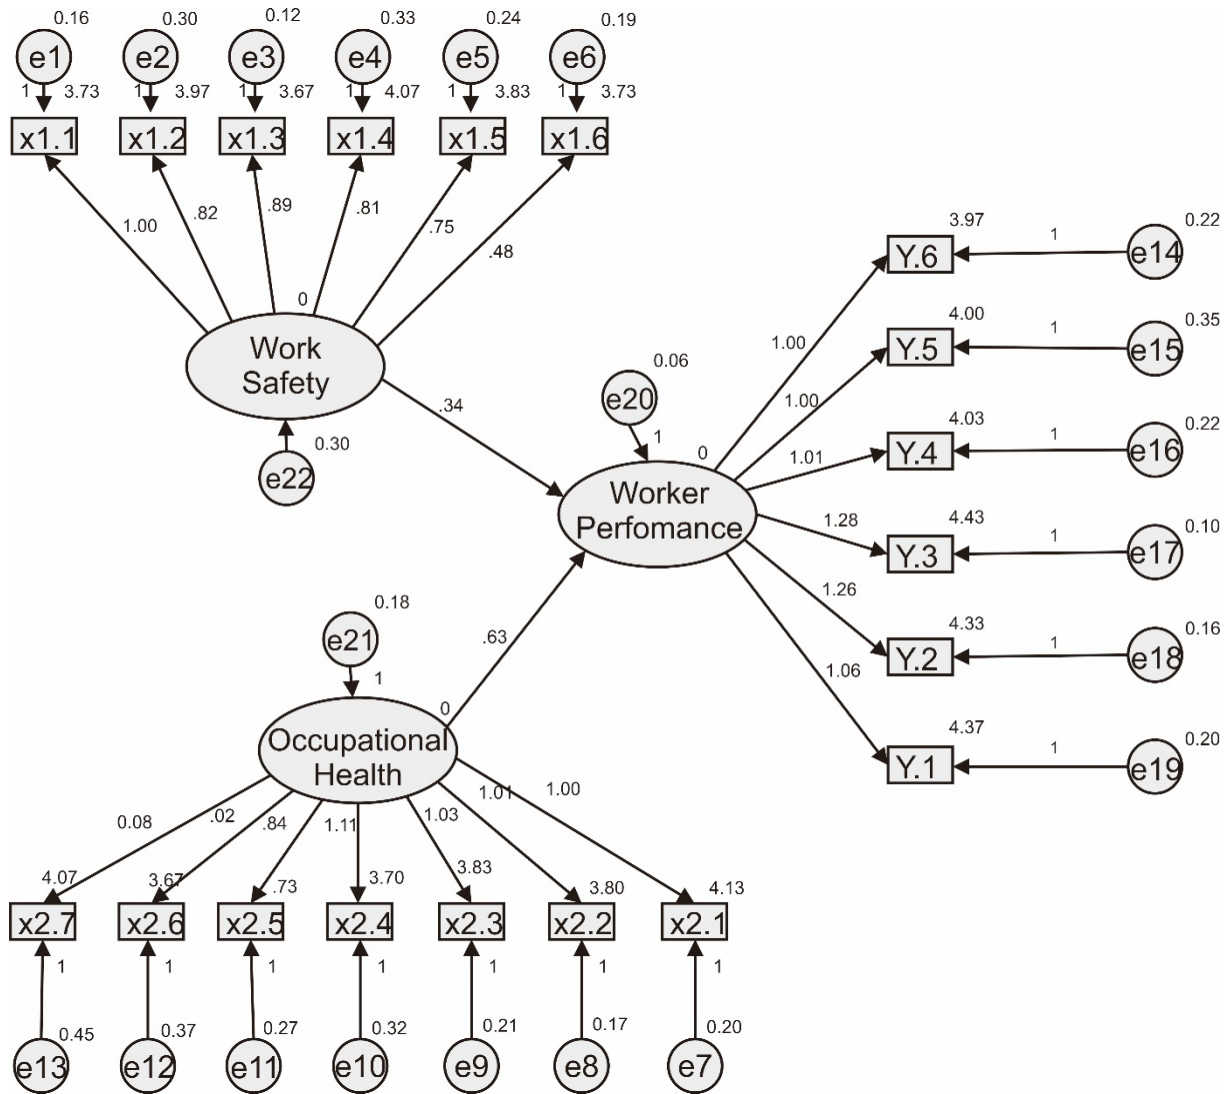 0.16 0.30 0.12 0.33 0.24 0.19
e1 e2 e3 e4 e5 e6
1 3.73 1 3.97 1 3.67 1 4.07 1 3.83 1 3.73
x1.1 x1.2 x1.3 x1.4 x1.5 x1.6
1.00 .82 .89 .81 .75 .48
0
Work
Safety
0.30
e22
.34
0.06
e20
1
0
Worker
Perfomance
3.97 0.22
Y.6 1 e14
1.00
4.00 0.35
Y.5 1 e15
1.00
4.03 0.22
Y.4 1 e16
1.01
4.43 0.10
Y.3 1 e17
1.28
4.33 0.16
Y.2 1 e18
1.26
4.37 0.20
Y.1 1 e19
1.06
.63
0.18
e21
1
0
Occupational
Health
0.08 .02 .84 1.11 1.03 1.01 1.00
4.07 3.67 .73 3.70 3.83 3.80 4.13
x2.7 x2.6 x2.5 x2.4 x2.3 x2.2 x2.1
1 1 1 1 1 1 1
0.45 0.37 0.27 0.32 0.21 0.17 0.20
e13 e12 e11 e10 e9 e8 e7